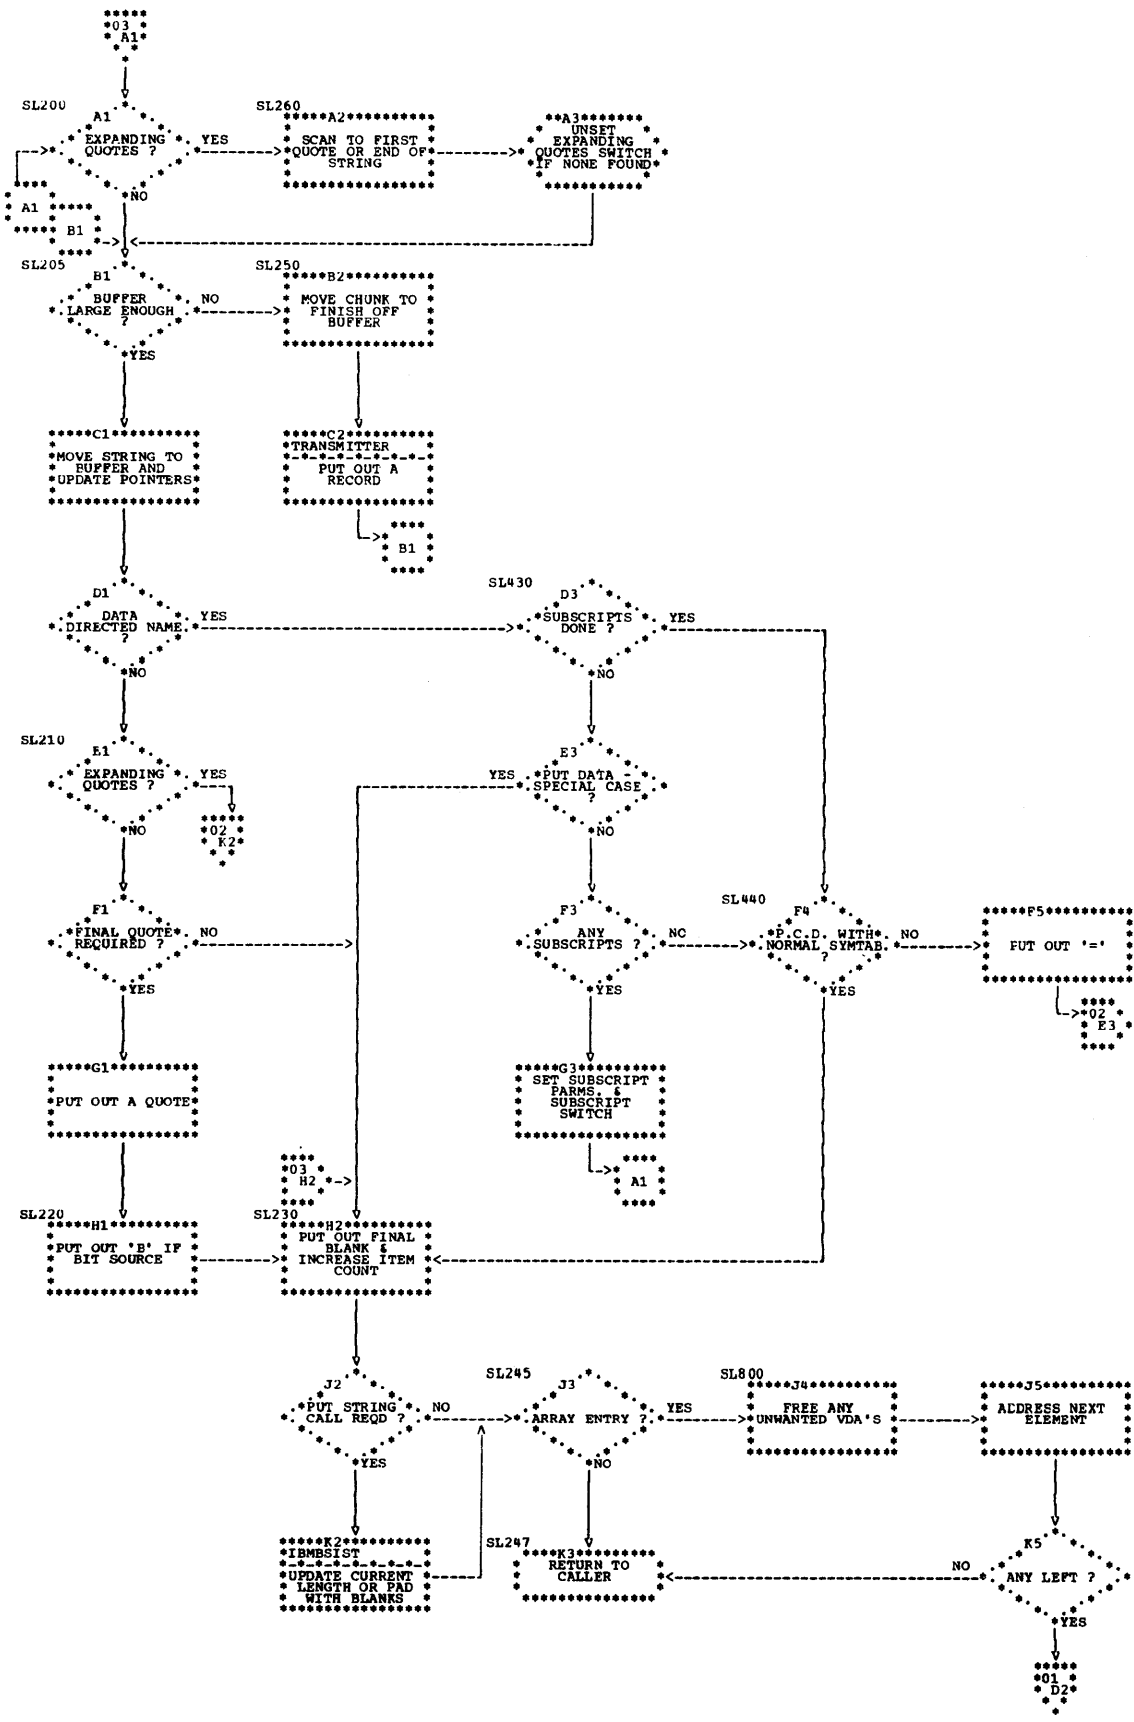 03
A1
SL200
A1
EXPANDING
QUOTES ?
YES
NO
SL260
A2
SCAN TO FIRST
QUOTE OR END OF
STRING
A3
UNSET
EXPANDING
QUOTES SWITCH
IF NONE FOUND
A1
B1
SL205
B1
BUFFER
LARGE ENOUGH
?
NO
YES
SL250
B2
MOVE CHUNK TO
FINISH OFF
BUFFER
C1
MOVE STRING TO
BUFFER AND
UPDATE POINTERS
C2
TRANSMITTER
PUT OUT A
RECORD
B1
D1
DATA
DIRECTED NAME
?
YES
NO
SL430
D3
SUBSCRIPTS
DONE ?
YES
NO
SL210
E1
EXPANDING
QUOTES ?
YES
NO
02
K2
E3
PUT DATA -
SPECIAL CASE
?
YES
NO
F1
FINAL QUOTE
REQUIRED ?
NO
YES
F3
ANY
SUBSCRIPTS ?
NO
YES
SL440
F4
P.C.D. WITH
NORMAL SYMTAB.
?
NO
YES
F5
PUT OUT '='
02
E3
G1
PUT OUT A QUOTE
G3
SET SUBSCRIPT
PARMS. &
SUBSCRIPT
SWITCH
A1
03
H2
SL220
H1
PUT OUT 'B' IF
BIT SOURCE
SL230
H2
PUT OUT FINAL
BLANK &
INCREASE ITEM
COUNT
J2
PUT STRING
CALL REQD ?
NO
YES
SL245
J3
ARRAY ENTRY ?
YES
NO
SL800
J4
FREE ANY
UNWANTED VDA'S
J5
ADDRESS NEXT
ELEMENT
K2
IBMBSIST
UPDATE CURRENT
LENGTH OR PAD
WITH BLANKS
SL247
K3
RETURN TO
CALLER
K5
ANY LEFT ?
NO
YES
01
D2